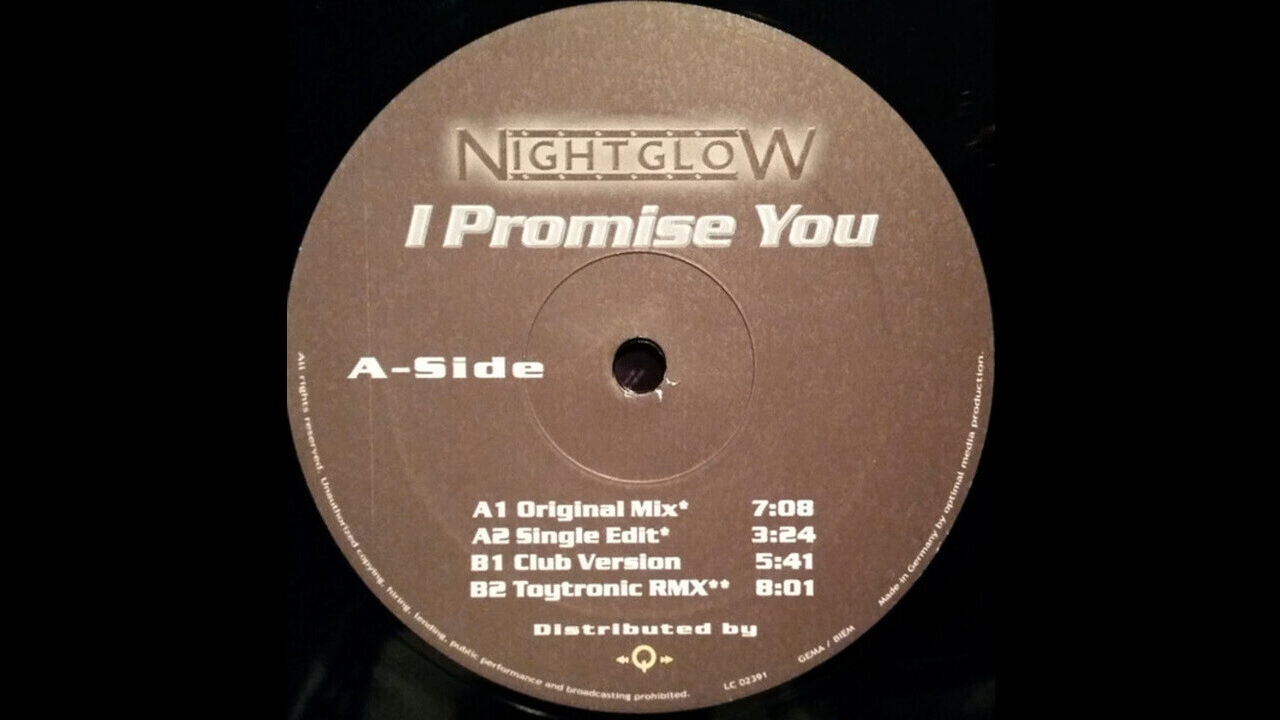 NIGHTGLOW
I Promise You
A-Side
A1 Original Mix* 7:08
A2 Single Edit* 3:24
B1 Club Version 5:41
B2 Toytronic RMX** 8:01
Distributed by
Q
All rights reserved. Unauthorized copying, hiring, lending, public performance and broadcasting prohibited.
LC 02391
GEMA / BIEM
Made in Germany by optimal media production.